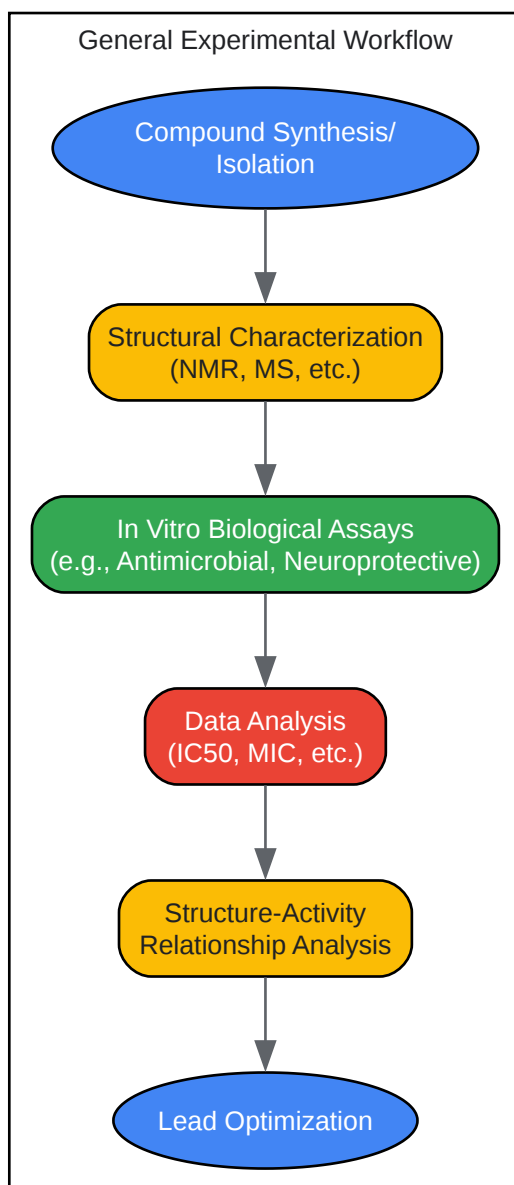 General Experimental Workflow
Compound Synthesis/
Isolation
Structural Characterization
(NMR, MS, etc.)
In Vitro Biological Assays
(e.g., Antimicrobial, Neuroprotective)
Data Analysis
(IC50, MIC, etc.)
Structure-Activity
Relationship Analysis
Lead Optimization